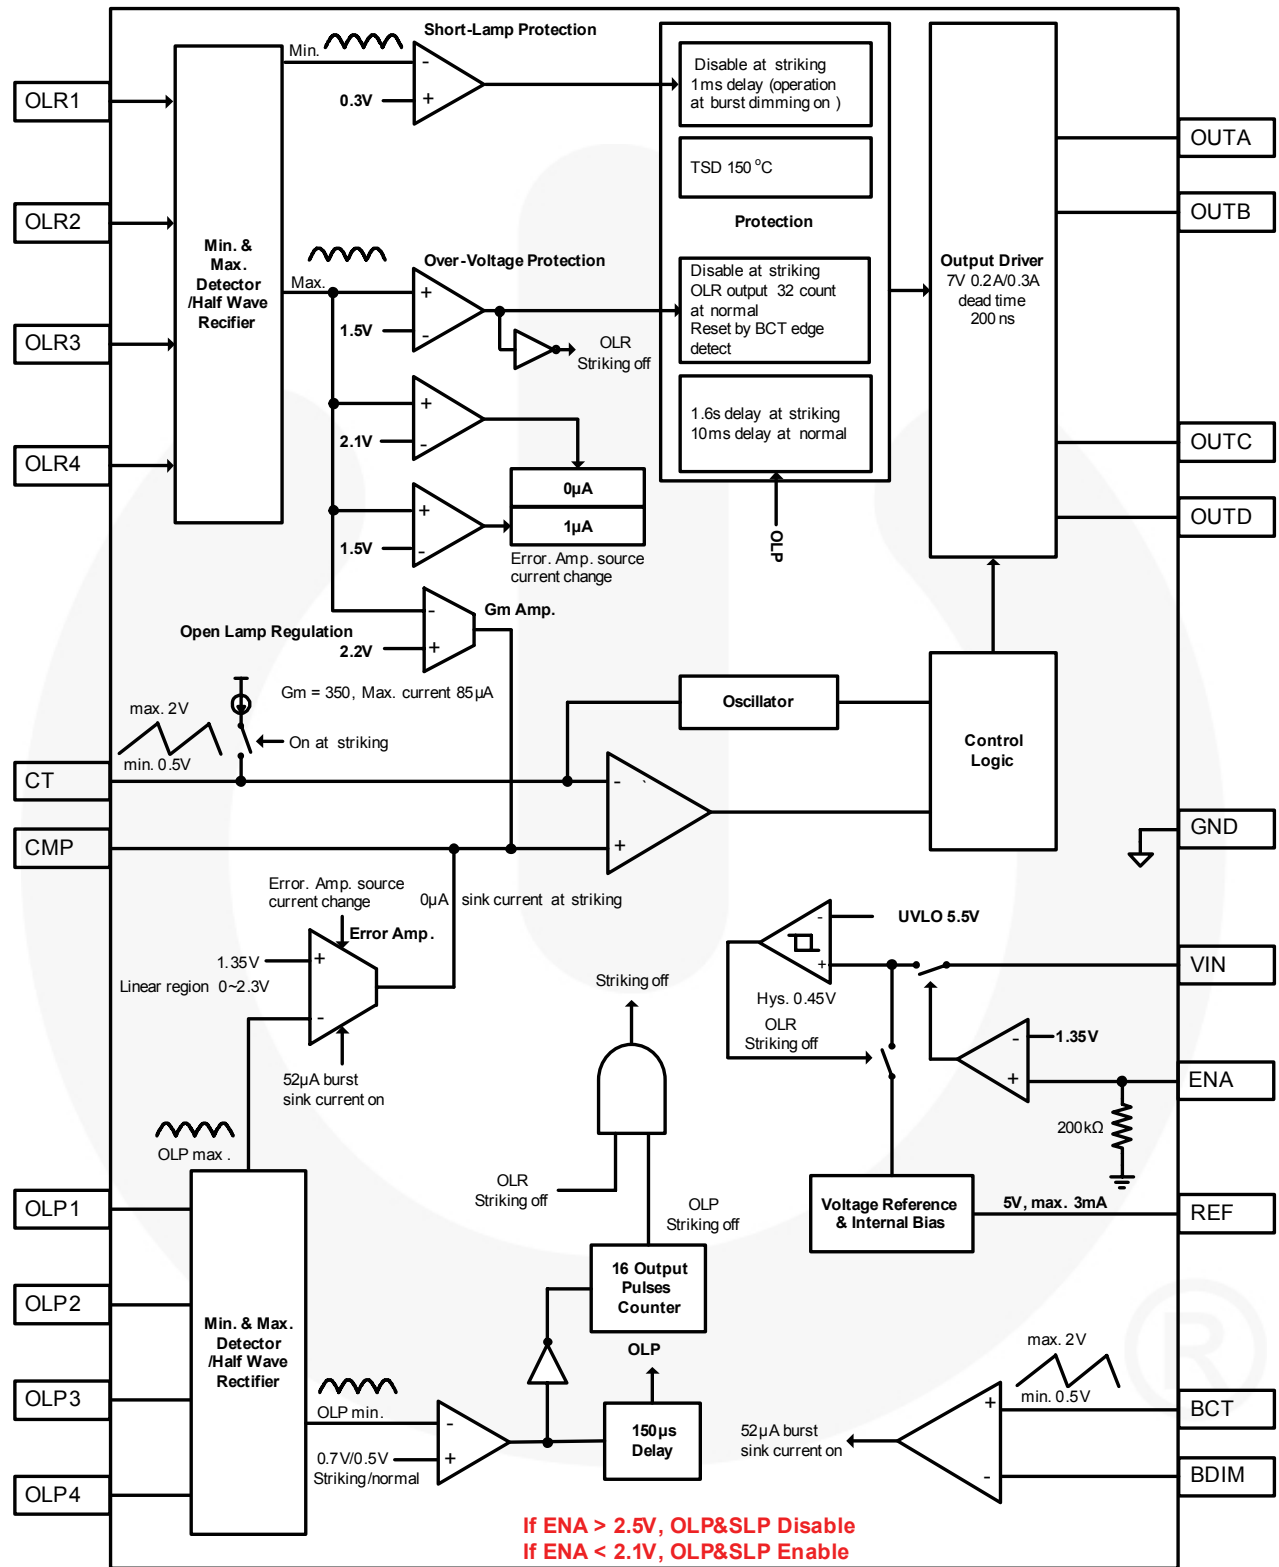 Short-Lamp Protection
Min.
-
+
0.3V
Disable at striking
1ms delay (operation
at burst dimming on )
TSD 150 °C
Protection
OLR1
OLR2
OLR3
OLR4
Min. &
Max.
Detector
/Half Wave
Recifier
Max.
Over-Voltage Protection
+
-
1.5V
OLR
Striking off
Disable at striking
OLR output 32 count
at normal
Reset by BCT edge
detect
1.6s delay at striking
10ms delay at normal
OLP
Output Driver
7V 0.2A/0.3A
dead time
200 ns
OUTA
OUTB
OUTC
OUTD
+
-
2.1V
0µA
1µA
+
-
1.5V
Error. Amp. source
current change
Gm Amp.
-
+
Open Lamp Regulation
2.2V
Gm = 350, Max. current 85µA
max. 2V
min. 0.5V
On at striking
Oscillator
Control
Logic
CT
CMP
-
+
GND
Error. Amp. source
current change
0µA sink current at striking
Error Amp.
1.35V
+
-
Linear region 0~2.3V
52µA burst
sink current on
Striking off
-
+
UVLO 5.5V
Hys. 0.45V
OLR
Striking off
VIN
-
+
1.35V
ENA
200kΩ
OLP max.
OLR
Striking off
OLP
Striking off
Voltage Reference
& Internal Bias
5V, max. 3mA
REF
OLP1
OLP2
OLP3
OLP4
Min. & Max.
Detector
/Half Wave
Rectifier
16 Output
Pulses
Counter
OLP
OLP min.
-
+
0.7V/0.5V
Striking/normal
150µs
Delay
52µA burst
sink current on
max. 2V
min. 0.5V
+
-
BCT
BDIM
If ENA > 2.5V, OLP&SLP Disable
If ENA < 2.1V, OLP&SLP Enable
®